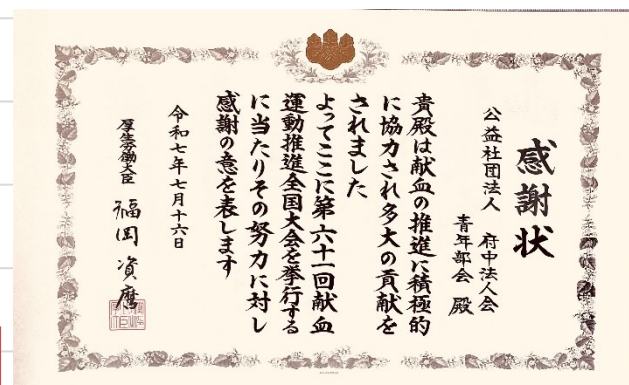 感謝状
公益社団法人 府中法人会
青年部会 殿
貴殿は献血の推進に積極的
に協力され多大の貢献を
されました
よってここに第六十一回献血
運動推進全国大会を挙行する
に当たりその努力に対し
感謝の意を表します
令和七年七月十六日
厚生労働大臣 福岡資麿